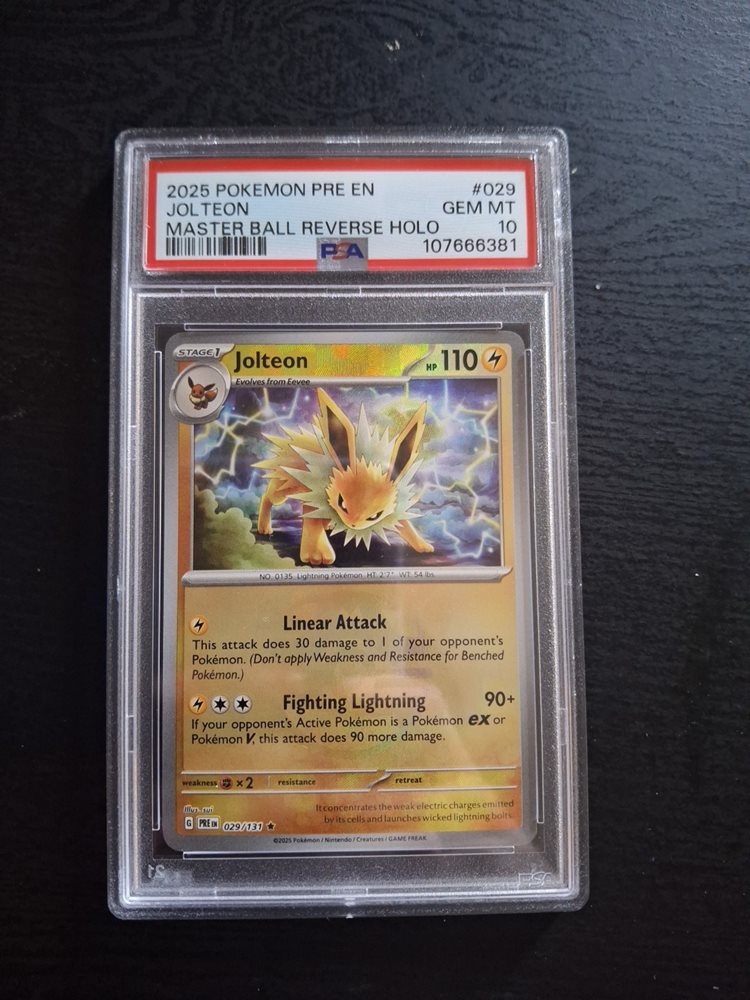 2025 POKEMON PRE EN #029
JOLTEON GEM MT
MASTER BALL REVERSE HOLO 10
PSA 107666381
STAGE 1 Jolteon HP 110
Evolves from Eevee
NO. 0135 Lightning Pokémon HT: 2'7" WT: 54 lbs.
Linear Attack
This attack does 30 damage to 1 of your opponent's
Pokémon. (Don't apply Weakness and Resistance for Benched
Pokémon.)
Fighting Lightning 90+
If your opponent's Active Pokémon is a Pokémon ex or
Pokémon V, this attack does 90 more damage.
weakness ×2 resistance retreat
Illus. sui
It concentrates the weak electric charges emitted
by its cells and launches wicked lightning bolts.
G PRE EN 029/131
©2025 Pokémon / Nintendo / Creatures / GAME FREAK